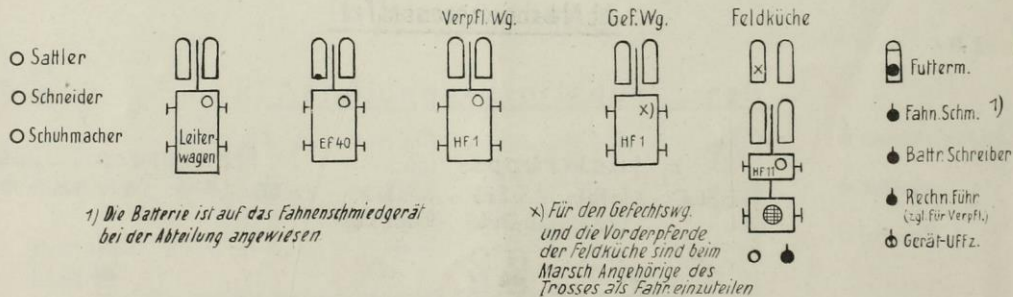 Verpfl. Wg.
Gef. Wg.
Feldküche
Sattler
Schneider
Schuhmacher
Leiter
wagen
EF 40
HF 1
x)
HF 1
x
HF 11
Futterm.
Fahn. Schm. 1)
Battr. Schreiber
Rechn. Führ
(zgl. für Verpfl.)
Gerät-Uffz.
1) Die Batterie ist auf das Fahnenschmiedgerät
bei der Abteilung angewiesen
x) Für den Gefechtswg.
und die Vorderpferde
der Feldküche sind beim
Marsch Angehörige des
Trosses als Fahr. einzuteilen